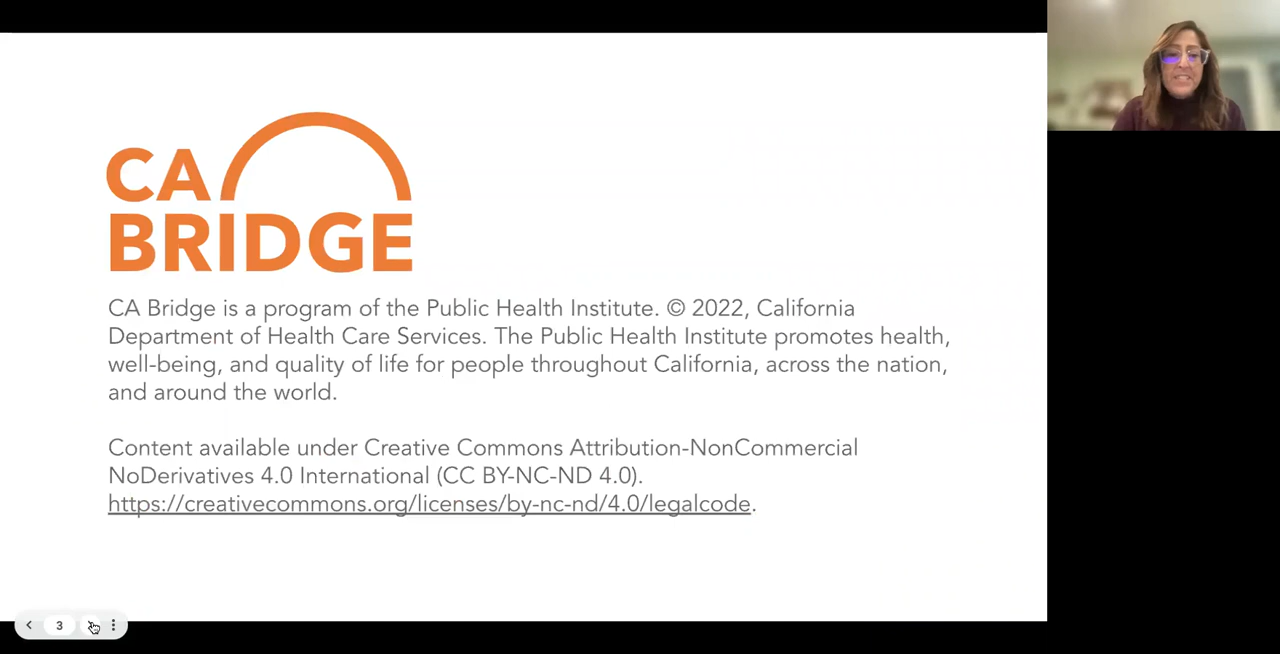 CA
BRIDGE
CA Bridge is a program of the Public Health Institute. © 2022, California
Department of Health Care Services. The Public Health Institute promotes health,
well-being, and quality of life for people throughout California, across the nation,
and around the world.
Content available under Creative Commons Attribution-NonCommercial
NoDerivatives 4.0 International (CC BY-NC-ND 4.0).
https://creativecommons.org/licenses/by-nc-nd/4.0/legalcode.
3